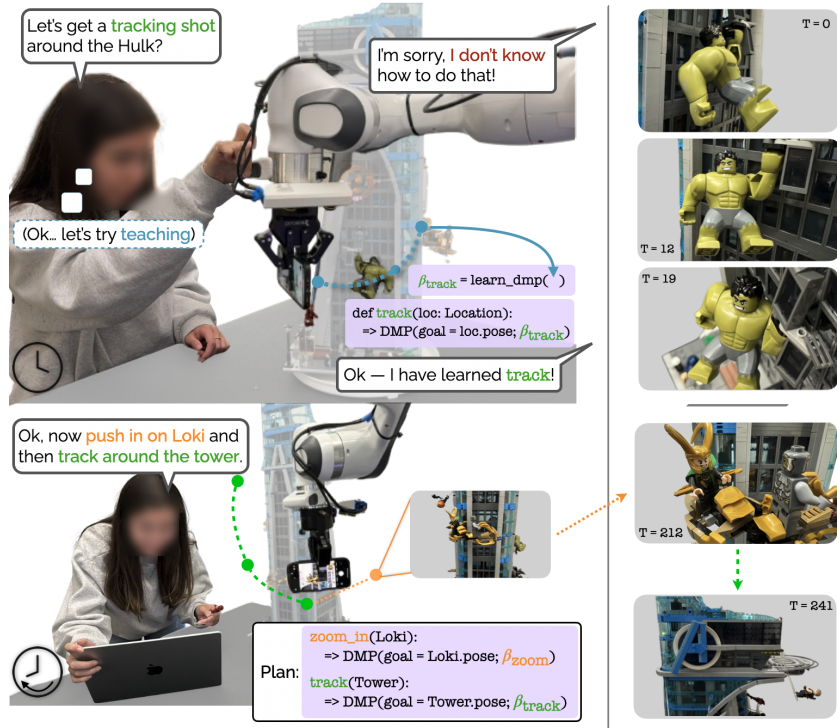 Let's get a tracking shot
around the Hulk?
I'm sorry, I don't know
how to do that!
T = 0
T = 12
T = 19
(Ok... let's try teaching)
βtrack = learn_dmp( )
def track(loc: Location):
=> DMP(goal = loc.pose; βtrack)
Ok — I have learned track!
Ok, now push in on Loki and
then track around the tower.
T = 212
T = 241
Plan:
zoom_in(Loki):
=> DMP(goal = Loki.pose; βzoom)
track(Tower):
=> DMP(goal = Tower.pose; βtrack)